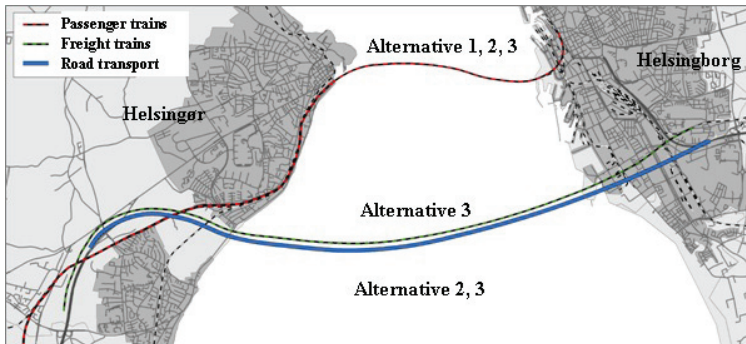 Passenger trains
Freight trains
Road transport
Alternative 1, 2, 3
Helsingborg
Helsingør
Alternative 3
Alternative 2, 3